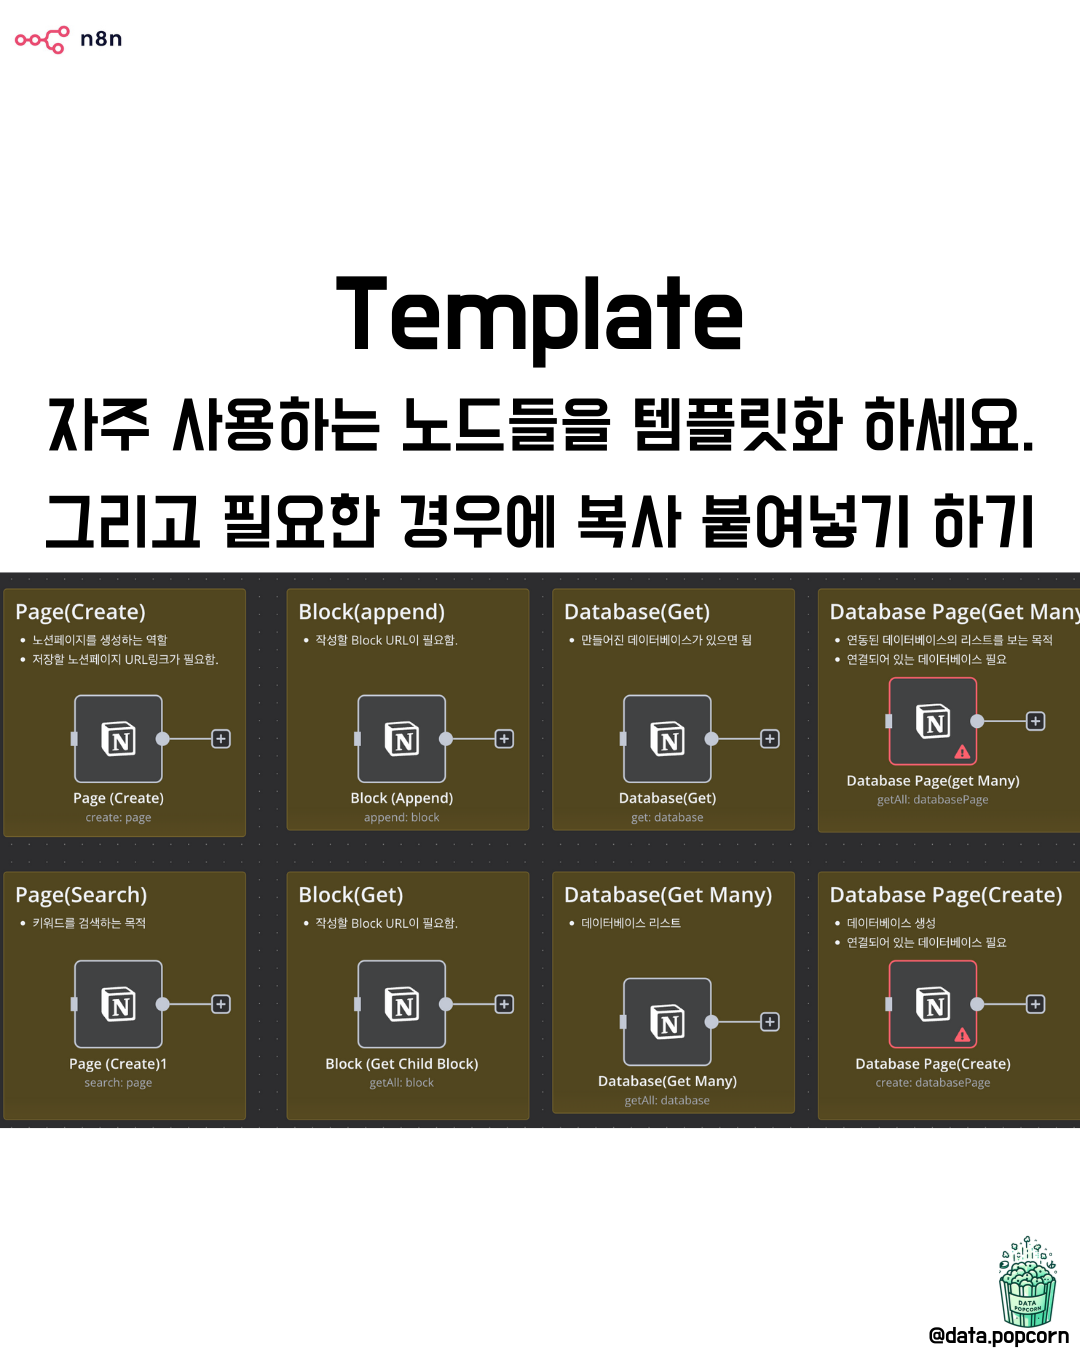 n8n
Template
자주 사용하는 노드들을 템플릿화 하세요.
그리고 필요한 경우에 복사 붙여넣기 하기
Page(Create)
노션페이지를 생성하는 역할
저장할 노션페이지 URL링크가 필요함.
Page (Create)
create: page
Block(append)
작성할 Block URL이 필요함.
Block (Append)
append: block
Database(Get)
만들어진 데이터베이스가 있으면 됨
Database(Get)
get: database
Database Page(Get Many
연동된 데이터베이스의 리스트를 보는 목적
연결되어 있는 데이터베이스 필요
Database Page(get Many)
getAll: databasePage
Page(Search)
키워드를 검색하는 목적
Page (Create)1
search: page
Block(Get)
작성할 Block URL이 필요함.
Block (Get Child Block)
getAll: block
Database(Get Many)
데이터베이스 리스트
Database(Get Many)
getAll: database
Database Page(Create)
데이터베이스 생성
연결되어 있는 데이터베이스 필요
Database Page(Create)
create: databasePage
DATA
POPCORN
@data.popcorn